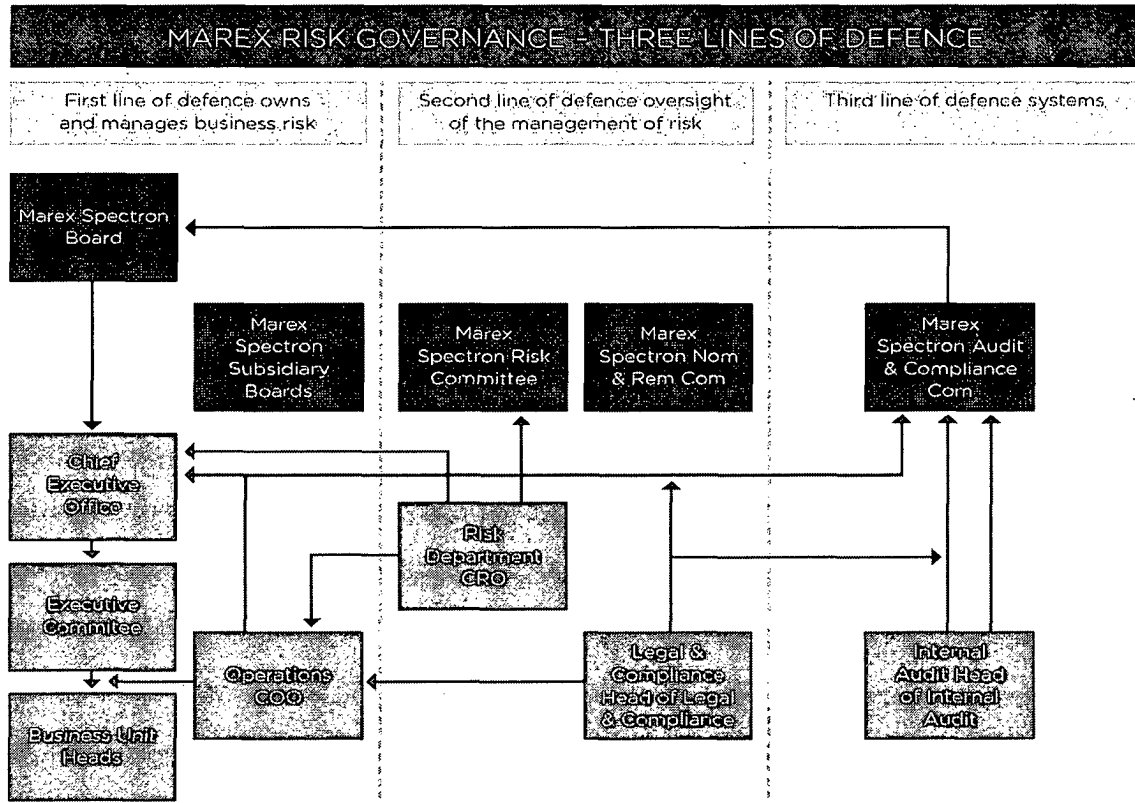 MAREX RISK GOVERNANCE – THREE LINES OF DEFENCE
First line of defence owns
and manages business risk
Second line of defence oversight
of the management of risk
Third line of defence systems
Marex Spectron
Board
Marex
Spectron
Subsidiary
Boards
Marex
Spectron Risk
Committee
Marex
Spectron Nom
& Rem Com
Marex
Spectron Audit
& Compliance
Com
Chief
Executive
Office
Risk
Department
CRO
Executive
Commitee
Operations
COO
Legal &
Compliance
Head of Legal
& Compliance
Internal
Audit Head
of Internal
Audit
Business Unit
Heads